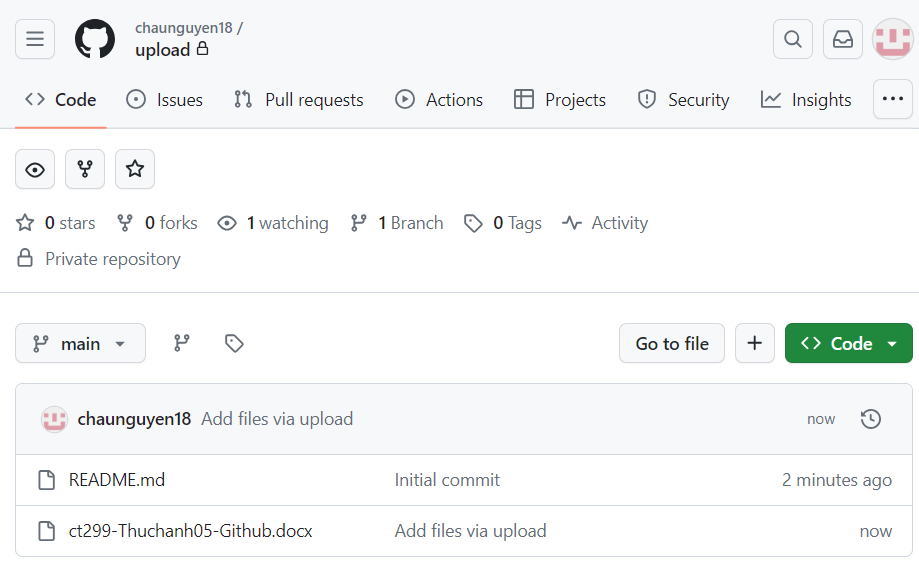 chaunguyen18 /
upload
Code Issues Pull requests Actions Projects Security Insights
0 stars 0 forks 1 watching 1 Branch 0 Tags Activity
Private repository
main Go to file Code
chaunguyen18 Add files via upload now
README.md Initial commit 2 minutes ago
ct299-Thuchanh05-Github.docx Add files via upload now